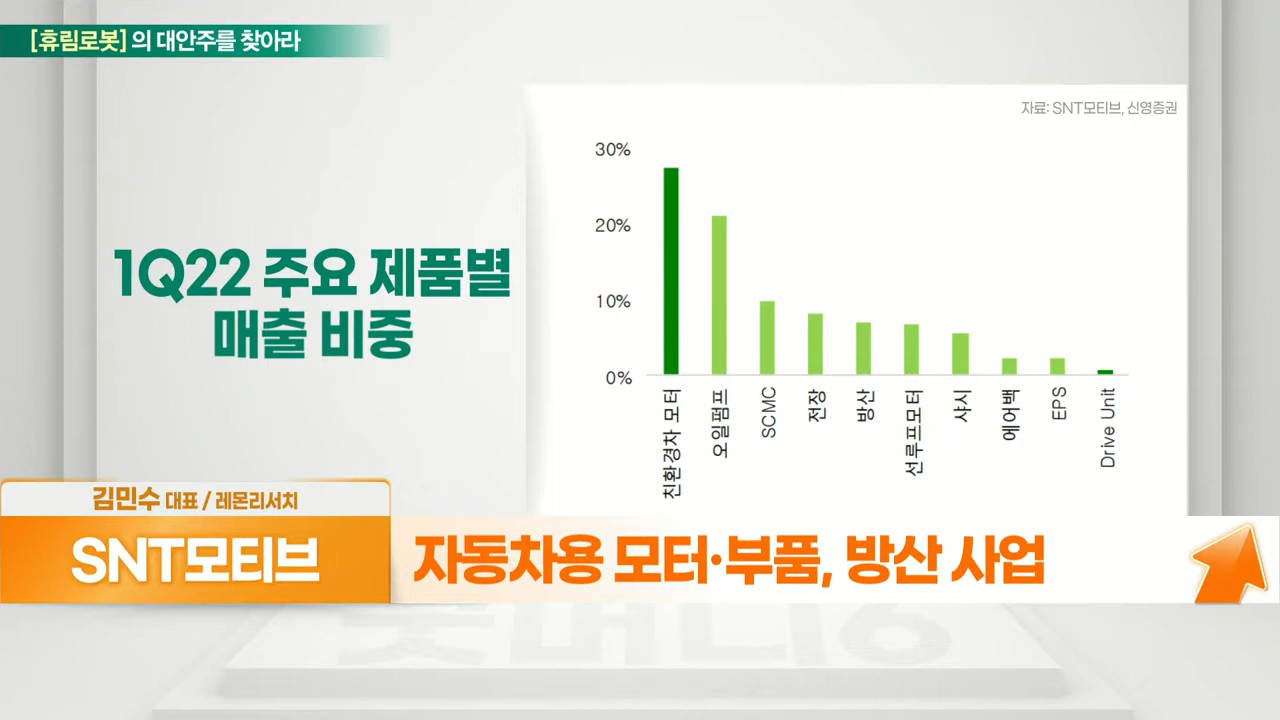 [휴림로봇]의 대안주를 찾아라
자료: SNT모티브, 신영증권
1Q22 주요 제품별
매출 비중
30%
20%
10%
0%
친환경차 모터
오일펌프
SCMC
전장
방산
선루프모터
샤시
에어백
EPS
Drive Unit
김민수 대표 / 레몬리서치
SNT모티브
자동차용 모터·부품, 방산 사업
굿머니6